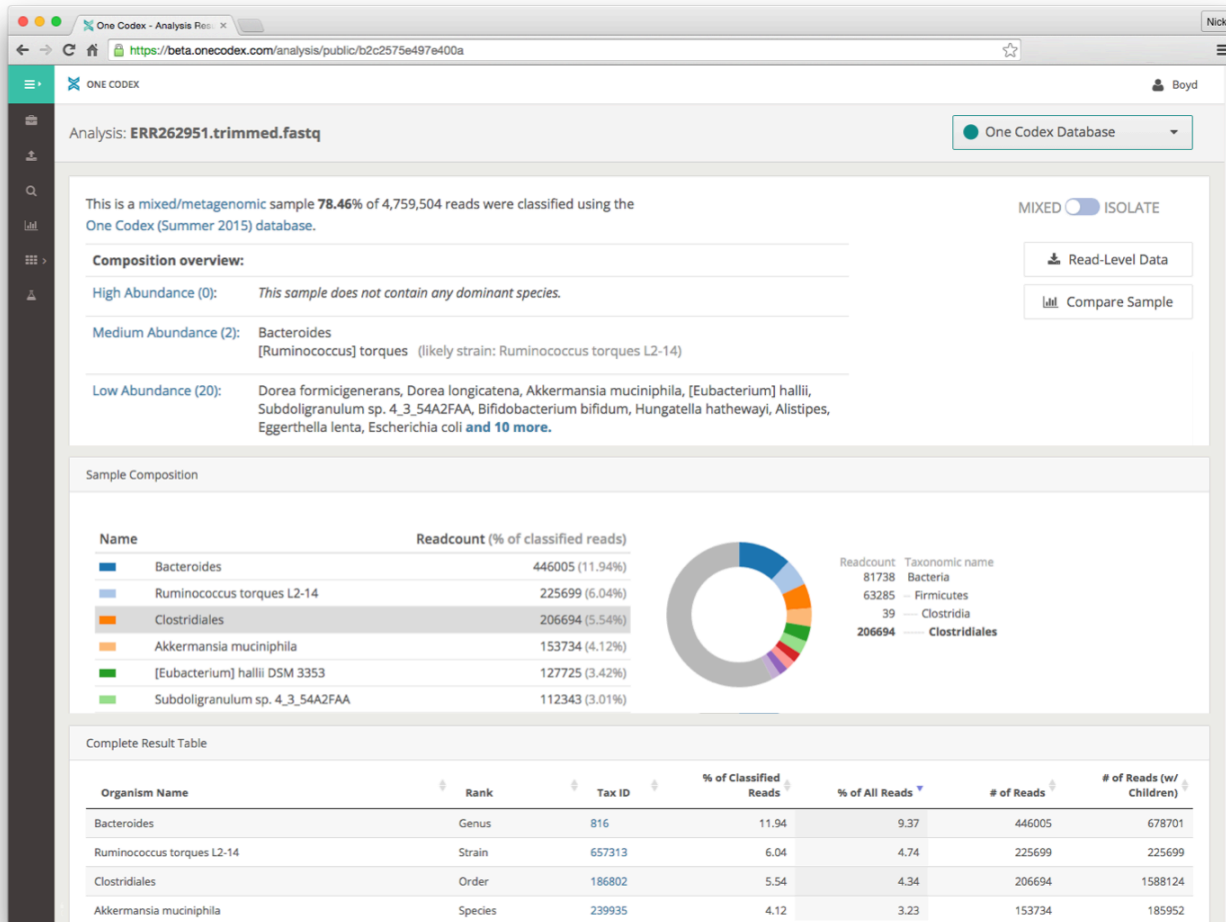 One Codex - Analysis Res
Nick
https://beta.onecodex.com/analysis/public/b2c2575e497e400a
ONE CODEX
Boyd
Analysis: ERR262951.trimmed.fastq
One Codex Database
This is a mixed/metagenomic sample 78.46% of 4,759,504 reads were classified using the
One Codex (Summer 2015) database.
MIXED ISOLATE
Read-Level Data
Compare Sample
Composition overview:
High Abundance (0): This sample does not contain any dominant species.
Medium Abundance (2): Bacteroides
[Ruminococcus] torques (likely strain: Ruminococcus torques L2-14)
Low Abundance (20): Dorea formicigenerans, Dorea longicatena, Akkermansia muciniphila, [Eubacterium] hallii,
Subdoligranulum sp. 4_3_54A2FAA, Bifidobacterium bifidum, Hungatella hathewayi, Alistipes,
Eggerthella lenta, Escherichia coli and 10 more.
Sample Composition
Name Readcount (% of classified reads)
Bacteroides 446005 (11.94%)
Ruminococcus torques L2-14 225699 (6.04%)
Clostridiales 206694 (5.54%)
Akkermansia muciniphila 153734 (4.12%)
[Eubacterium] hallii DSM 3353 127725 (3.42%)
Subdoligranulum sp. 4_3_54A2FAA 112343 (3.01%)
Readcount Taxonomic name
81738 Bacteria
63285 Firmicutes
39 Clostridia
206694 Clostridiales
Complete Result Table
Organism Name Rank Tax ID % of Classified Reads % of All Reads # of Reads # of Reads (w/ Children)
Bacteroides Genus 816 11.94 9.37 446005 678701
Ruminococcus torques L2-14 Strain 657313 6.04 4.74 225699 225699
Clostridiales Order 186802 5.54 4.34 206694 1588124
Akkermansia muciniphila Species 239935 4.12 3.23 153734 185952